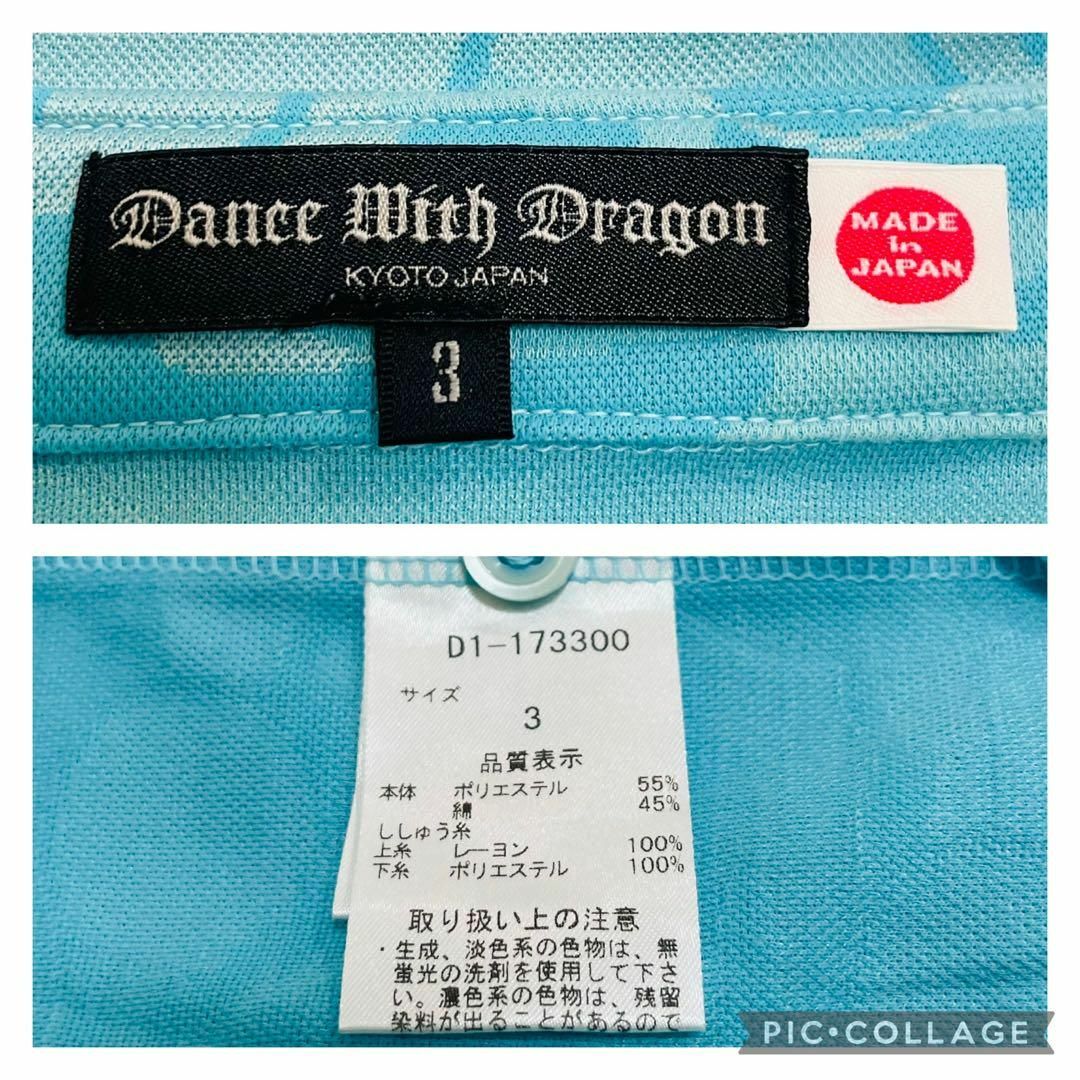 Dance With Dragon
KYOTO JAPAN
MADE
in
JAPAN
3
D1-173300
サイズ
3
品質表示
本体 ポリエステル 55%
綿 45%
ししゅう糸
上糸 レーヨン 100%
下糸 ポリエステル 100%
取り扱い上の注意
・生成、淡色系の色物は、無
蛍光の洗剤を使用して下さ
い。濃色系の色物は、残留
染料が出ることがあるので
PIC•COLLAGE